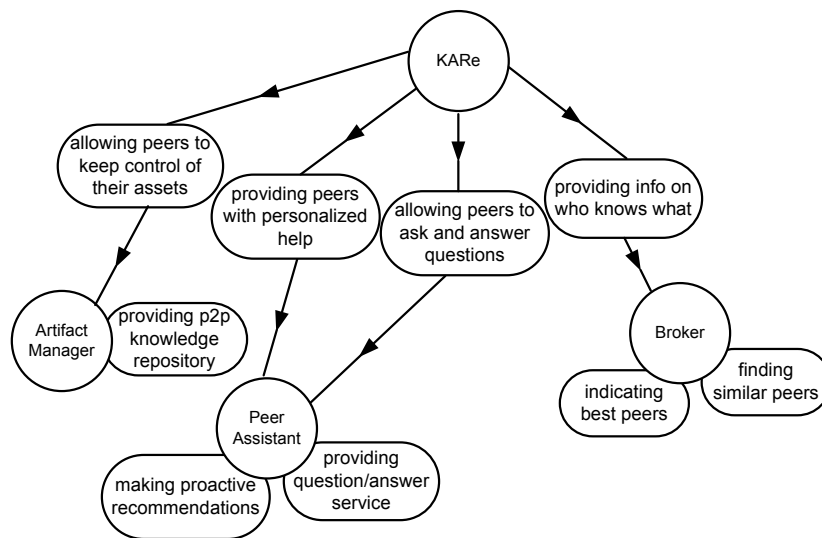 KARe
allowing peers to
keep control of
their assets
providing peers
with personalized
help
allowing peers to
ask and answer
questions
providing info on
who knows what
Artifact
Manager
providing p2p
knowledge
repository
Broker
indicating
best peers
finding
similar peers
Peer
Assistant
making proactive
recommendations
providing
question/answer
service